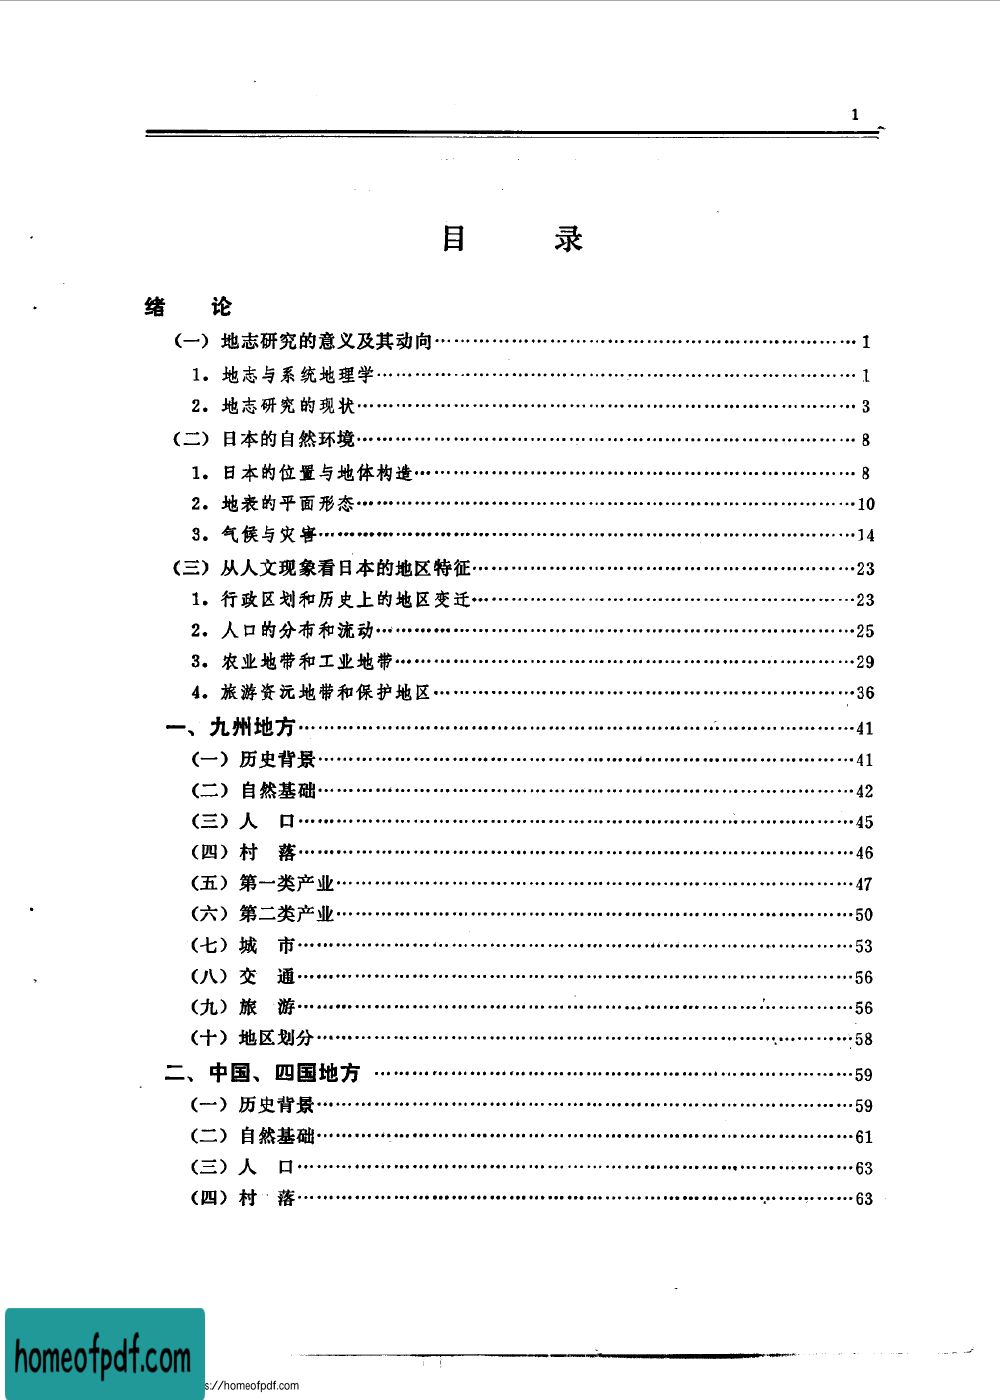 1
目 录
绪 论
（一）地志研究的意义及其动向………1
1．地志与系统地理学………1
2．地志研究的现状………3
（二）日本的自然环境………8
1．日本的位置与地体构造………8
2．地表的平面形态………10
3．气候与灾害………14
（三）从人文现象看日本的地区特征………23
1．行政区划和历史上的地区变迁………23
2．人口的分布和流动………25
3．农业地带和工业地带………29
4．旅游资沅地带和保护地区………36
一、九州地方………41
（一）历史背景………41
（二）自然基础………42
（三）人 口………45
（四）村 落………46
（五）第一类产业………47
（六）第二类产业………50
（七）城 市………53
（八）交 通………56
（九）旅 游………56
（十）地区划分………58
二、中国、四国地方………59
（一）历史背景………59
（二）自然基础………61
（三）人 口………63
（四）村 落………63
homeofpdf.com
s://homeofpdf.com